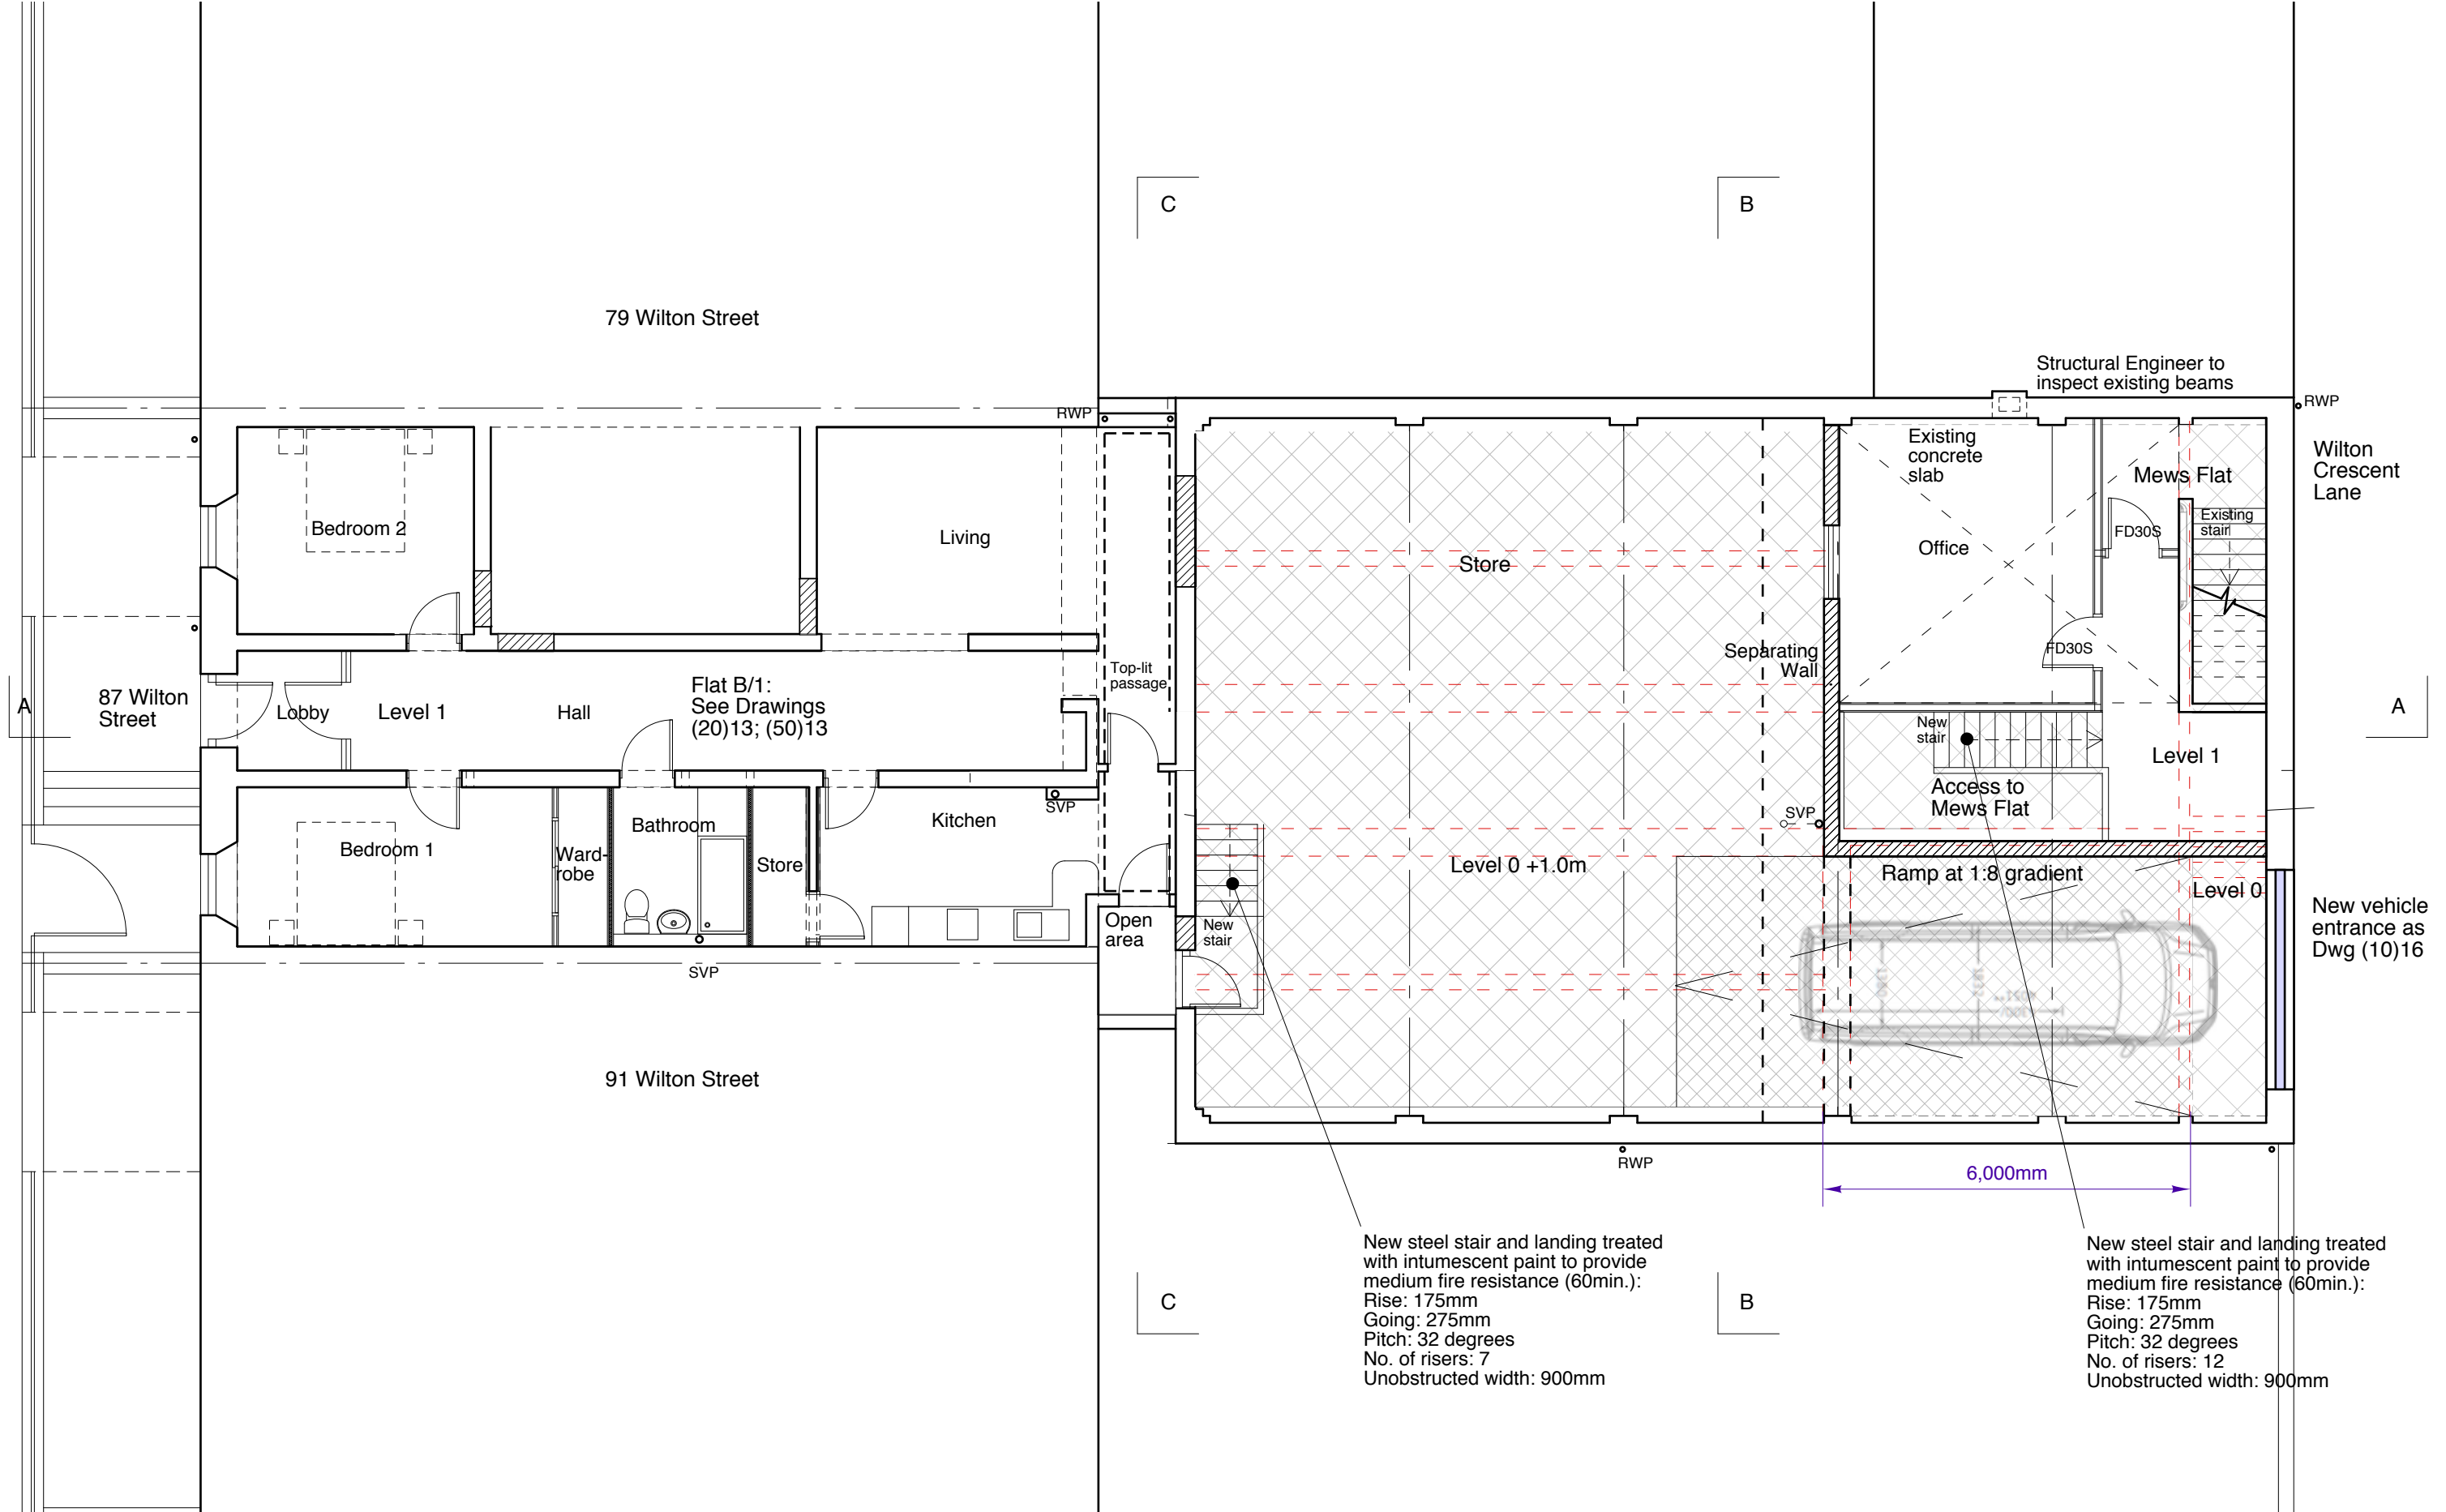 C
B
79 Wilton Street
Structural Engineer to
inspect existing beams
RWP
RWP
Wilton
Crescent
Lane
Existing
concrete
slab
Mews Flat
Existing
stair
FD30S
Office
Bedroom 2
Living
Store
FD30S
Separating
Wall
Top-lit
passage
A
87 Wilton
Street
Lobby
Level 1
Hall
Flat B/1:
See Drawings
(20)13; (50)13
New
stair
A
Level 1
Access to
Mews Flat
SVP
SVP
Bedroom 1
Ward-
robe
Bathroom
Store
Kitchen
Level 0 +1.0m
Ramp at 1:8 gradient
Level 0
Open
area
New
stair
New vehicle
entrance as
Dwg (10)16
SVP
91 Wilton Street
RWP
6,000mm
New steel stair and landing treated
with intumescent paint to provide
medium fire resistance (60min.):
Rise: 175mm
Going: 275mm
Pitch: 32 degrees
No. of risers: 7
Unobstructed width: 900mm
New steel stair and landing treated
with intumescent paint to provide
medium fire resistance (60min.):
Rise: 175mm
Going: 275mm
Pitch: 32 degrees
No. of risers: 12
Unobstructed width: 900mm
C
B